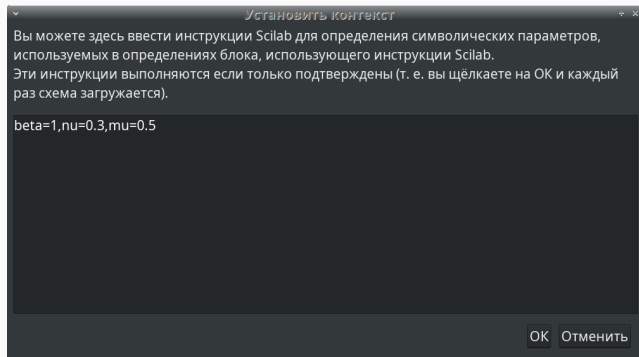 Установить контекст
Вы можете здесь ввести инструкции Scilab для определения символических параметров,
используемых в определениях блока, использующего инструкции Scilab.
Эти инструкции выполняются если только подтверждены (т. е. вы щёлкаете на ОК и каждый
раз схема загружается).
beta=1,nu=0.3,mu=0.5
ОК Отменить